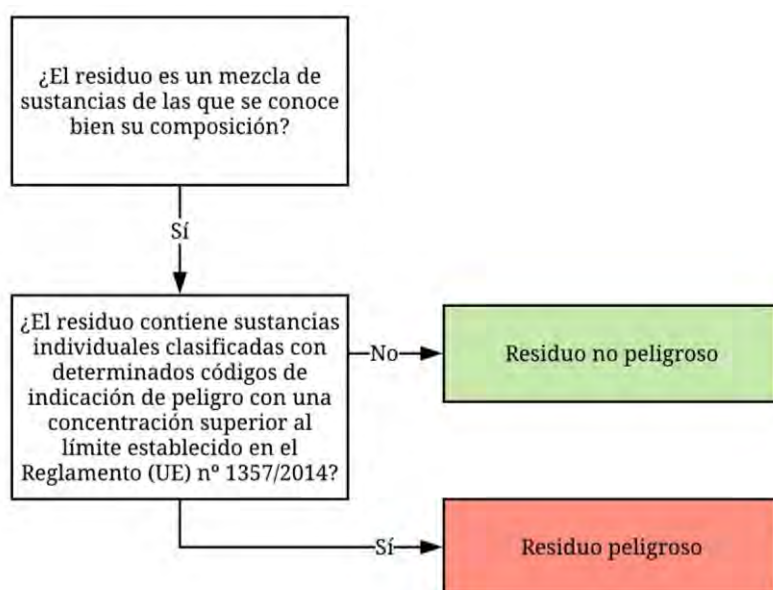 ¿El residuo es un mezcla de
sustancias de las que se conoce
bien su composición?
Sí
¿El residuo contiene sustancias
individuales clasificadas con
determinados códigos de
indicación de peligro con una
concentración superior al
límite establecido en el
Reglamento (UE) nº 1357/2014?
No
Residuo no peligroso
Sí
Residuo peligroso